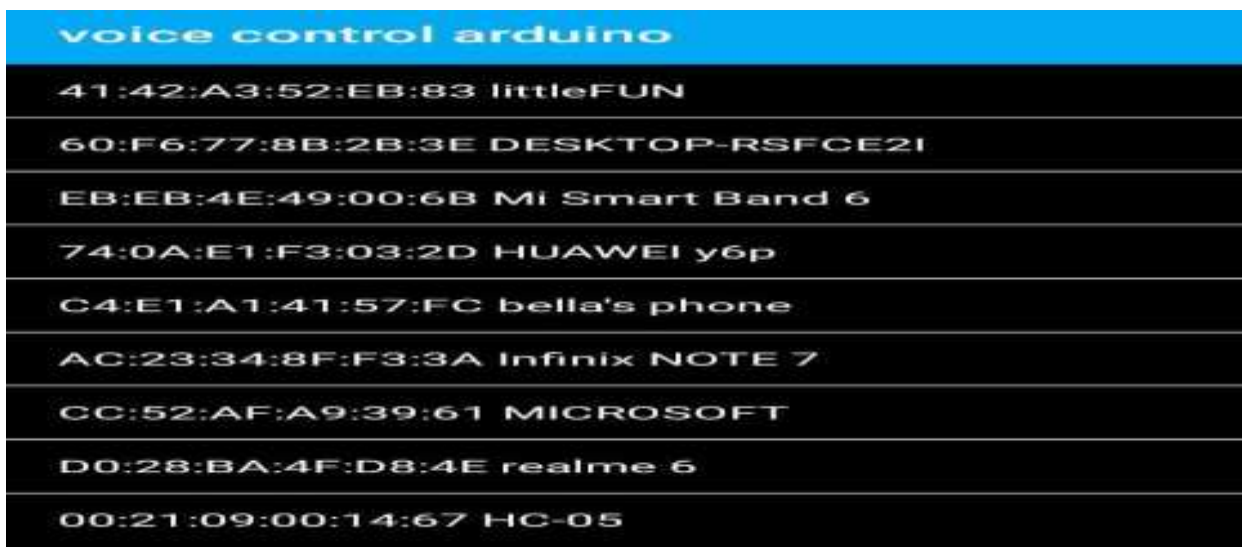 voice control arduino
41:42:A3:52:EB:83 littleFUN
60:F6:77:8B:2B:3E DESKTOP-RSFCE2I
EB:EB:4E:49:00:6B Mi Smart Band 6
74:0A:E1:F3:03:2D HUAWEI y6p
C4:E1:A1:41:57:FC bella's phone
AC:23:34:8F:F3:3A Infinix NOTE 7
CC:52:AF:A9:39:61 MICROSOFT
D0:28:BA:4F:D8:4E realme 6
00:21:09:00:14:67 HC-05